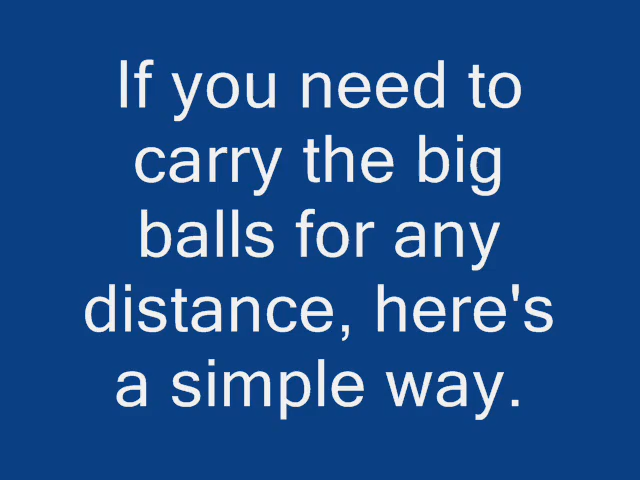 If you need to
carry the big
balls for any
distance, here's
a simple way.